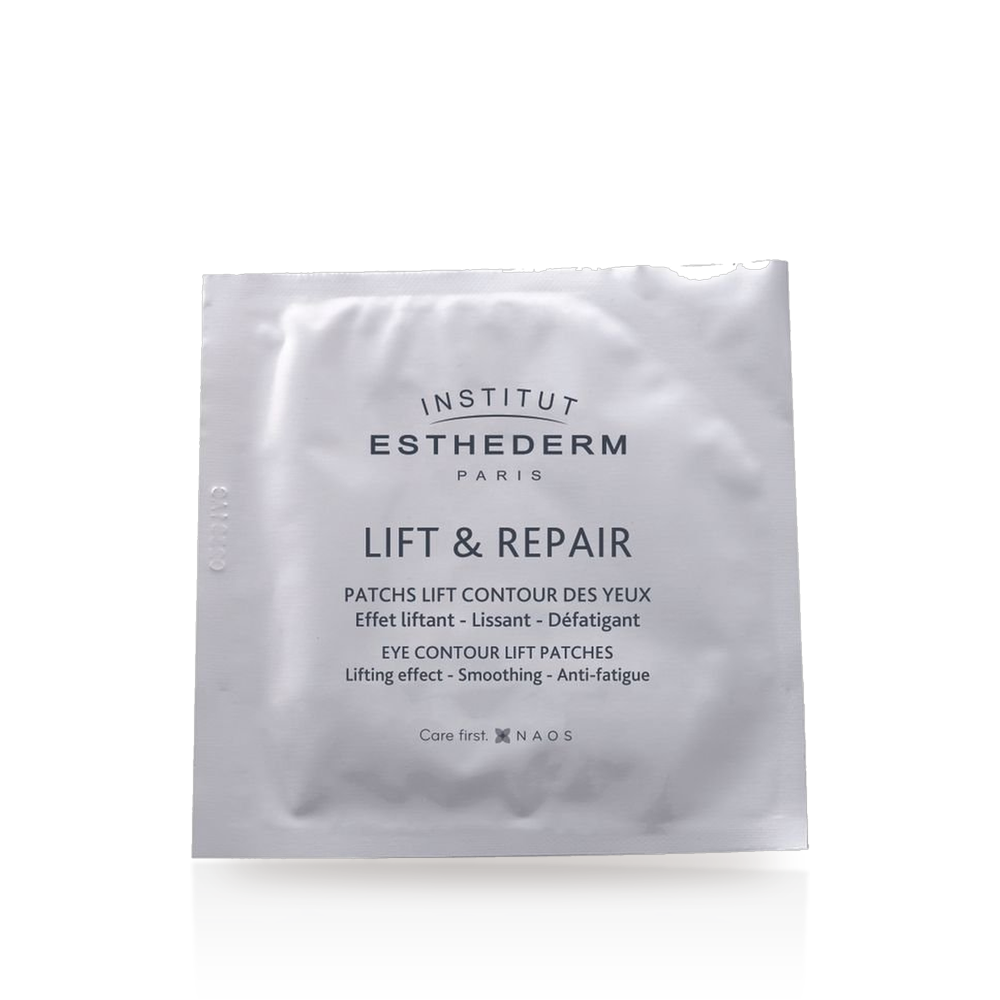 INSTITUT
ESTHEDERM
PARIS
LIFT & REPAIR
PATCHS LIFT CONTOUR DES YEUX
Effet liftant - Lissant - Défatigant
EYE CONTOUR LIFT PATCHES
Lifting effect - Smoothing - Anti-fatigue
Care first. NAOS